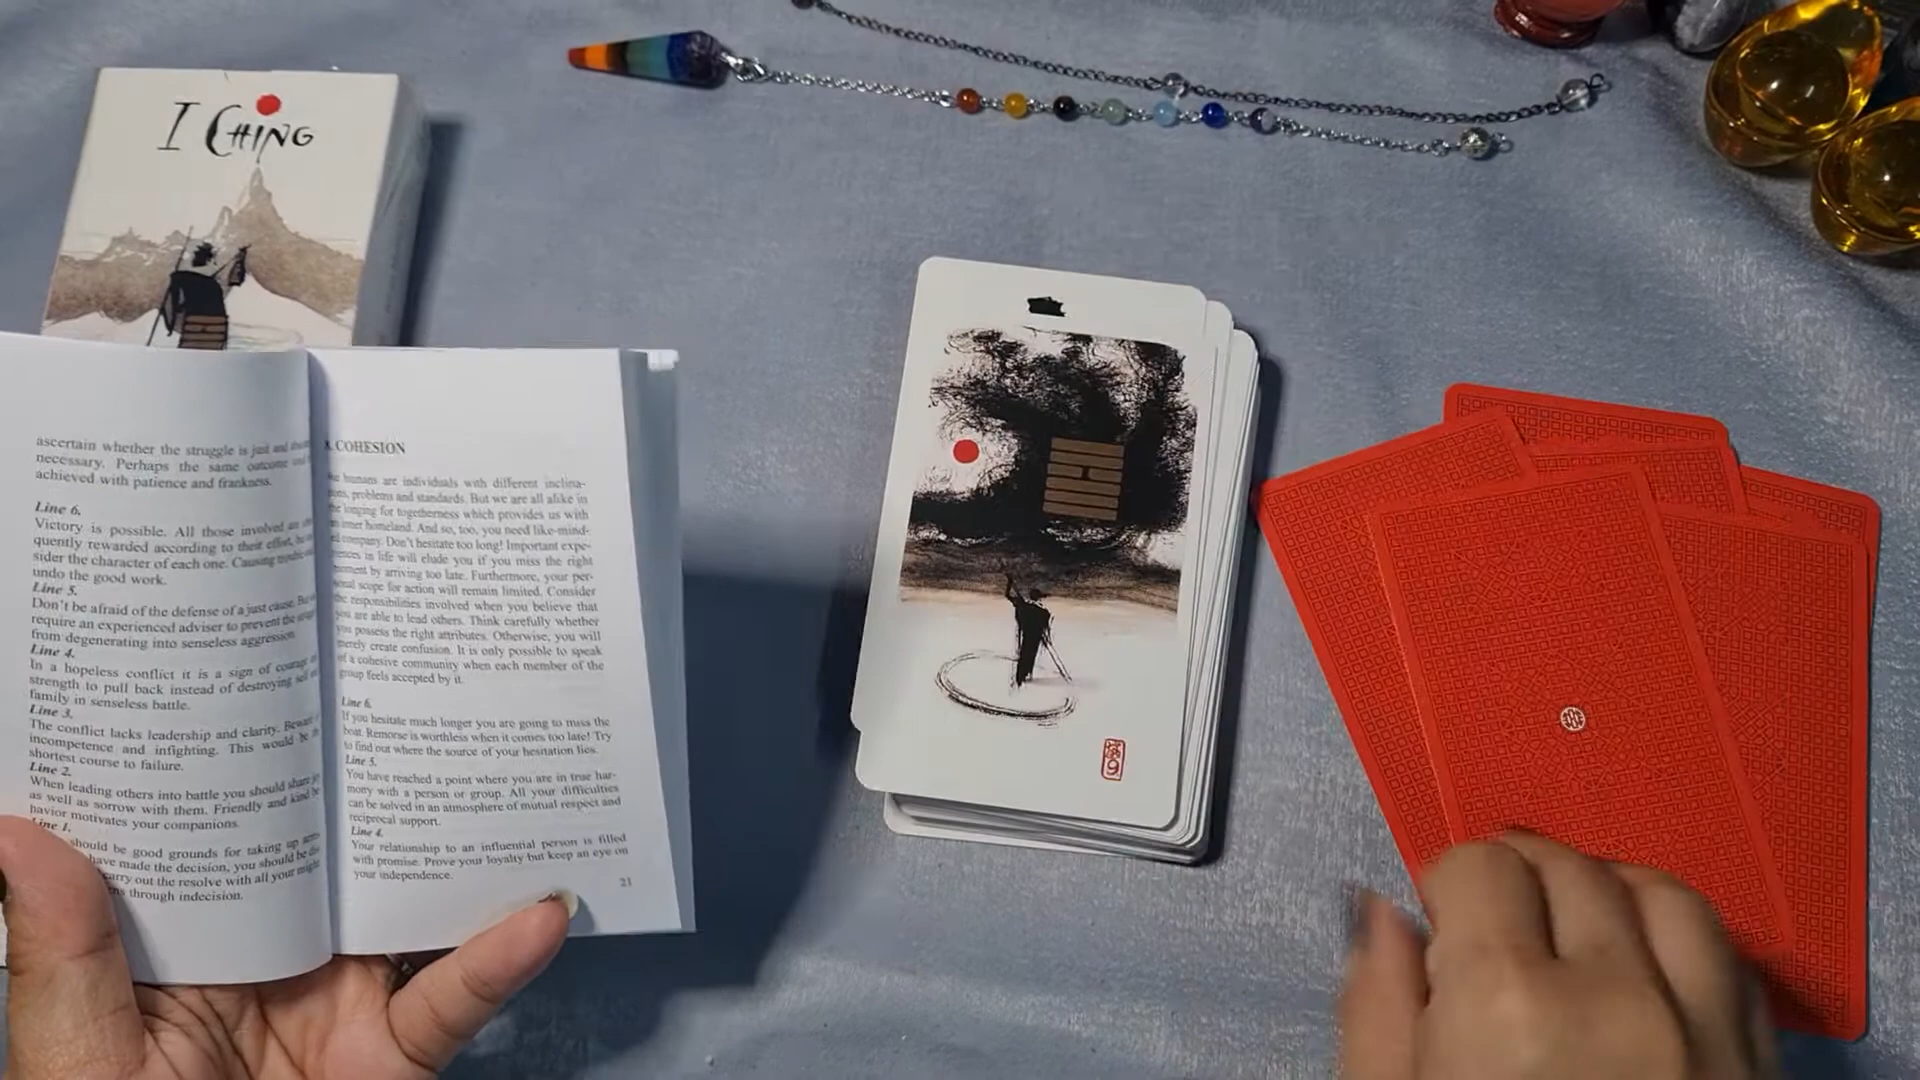 I CHING
ascertain whether the struggle is just and
necessary. Perhaps the same outcome
achieved with patience and frankness.
Line 6.
Victory is possible. All those involved
quently rewarded according to their effort,
sider the character of each one. Causing
undo the good work.
Line 5.
Don't be afraid of the defense of a just cause.
require an experienced adviser to prevent the
from degenerating into senseless aggression.
Line 4.
In a hopeless conflict it is a sign of
strength to pull back instead of destroying
family in senseless battle.
Line 3.
The conflict lacks leadership and clarity. Beware
incompetence and infighting. This would be
shortest course to failure.
Line 2.
When leading others into battle you should share
as well as sorrow with them. Friendly and kind
havior motivates your companions.
Line 1.
should be good grounds for taking up
have made the decision, you should be
carry out the resolve with all your might
through indecision.
COHESION
humans are individuals with different inclina-
problems and standards. But we are all alike in
longing for togetherness which provides us with
inner homeland. And so, too, you need like-mind-
company. Don't hesitate too long! Important expe-
riences in life will elude you if you miss the right
moment by arriving too late. Furthermore, your per-
sonal scope for action will remain limited. Consider
the responsibilities involved when you believe that
you are able to lead others. Think carefully whether
you possess the right attributes. Otherwise, you will
merely create confusion. It is only possible to speak
of a cohesive community when each member of the
group feels accepted by it.
Line 6.
If you hesitate much longer you are going to miss the
boat. Remorse is worthless when it comes too late! Try
to find out where the source of your hesitation lies.
Line 5.
You have reached a point where you are in true har-
mony with a person or group. All your difficulties
can be solved in an atmosphere of mutual respect and
reciprocal support.
Line 4.
Your relationship to an influential person is filled
with promise. Prove your loyalty but keep an eye on
your independence.
21
9